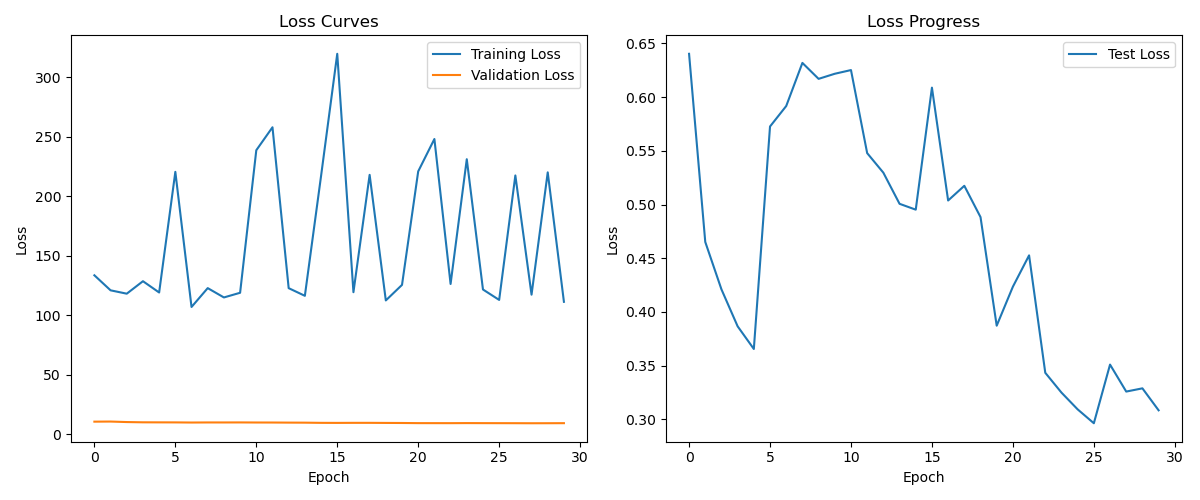 Loss Curves
Training Loss
Validation Loss
Loss
300
250
200
150
100
50
0
0 5 10 15 20 25 30
Epoch
Loss Progress
Test Loss
Loss
0.65
0.60
0.55
0.50
0.45
0.40
0.35
0.30
0 5 10 15 20 25 30
Epoch